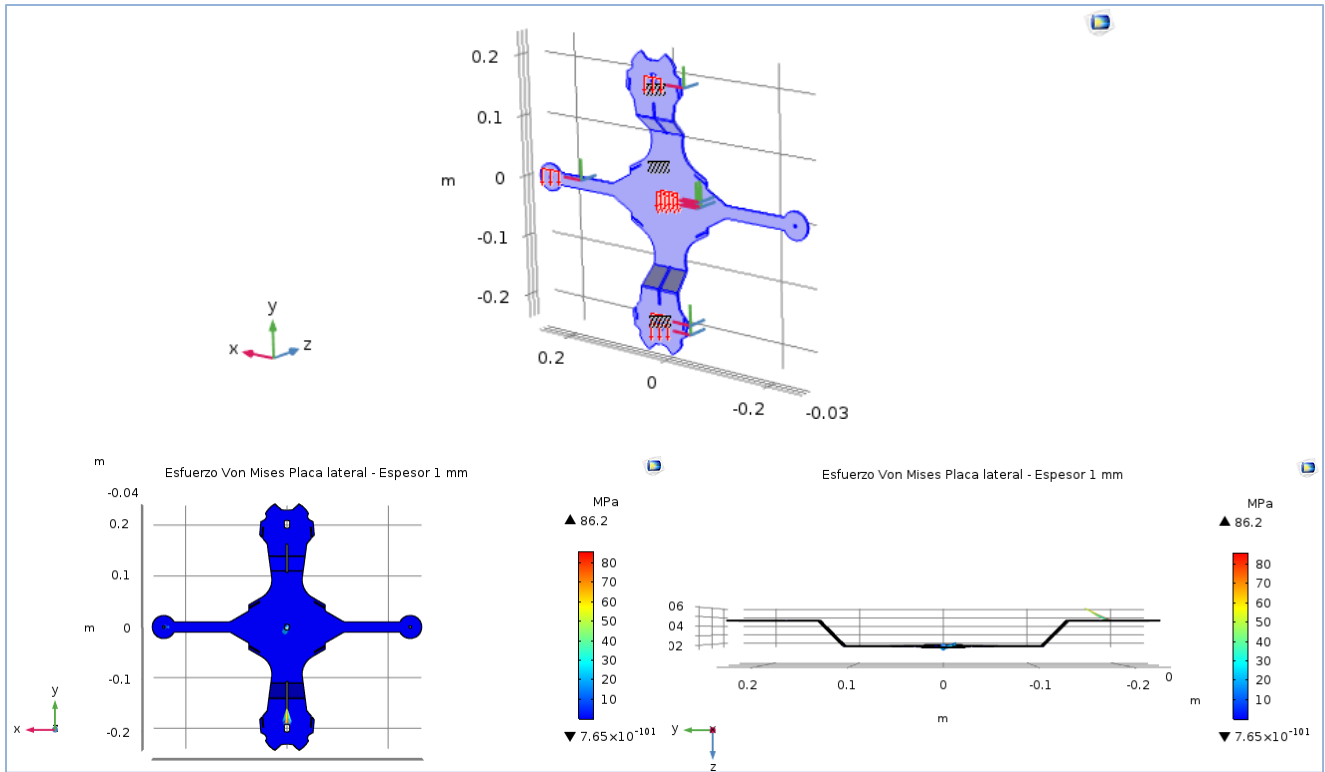 0.2
0.1
m
0
-0.1
-0.2
0.2
0
-0.2
-0.03
y
x
z
m
Esfuerzo Von Mises Placa lateral - Espesor 1 mm
-0.04
0.2
0.1
m
0
-0.1
-0.2
y
x
z
MPa
▲ 86.2
80
70
60
50
40
30
20
10
▼ 7.65×10⁻¹⁰¹
Esfuerzo Von Mises Placa lateral - Espesor 1 mm
06
04
02
0.2
0.1
0
-0.1
-0.2
0
m
m
y
x
z
MPa
▲ 86.2
80
70
60
50
40
30
20
10
▼ 7.65×10⁻¹⁰¹